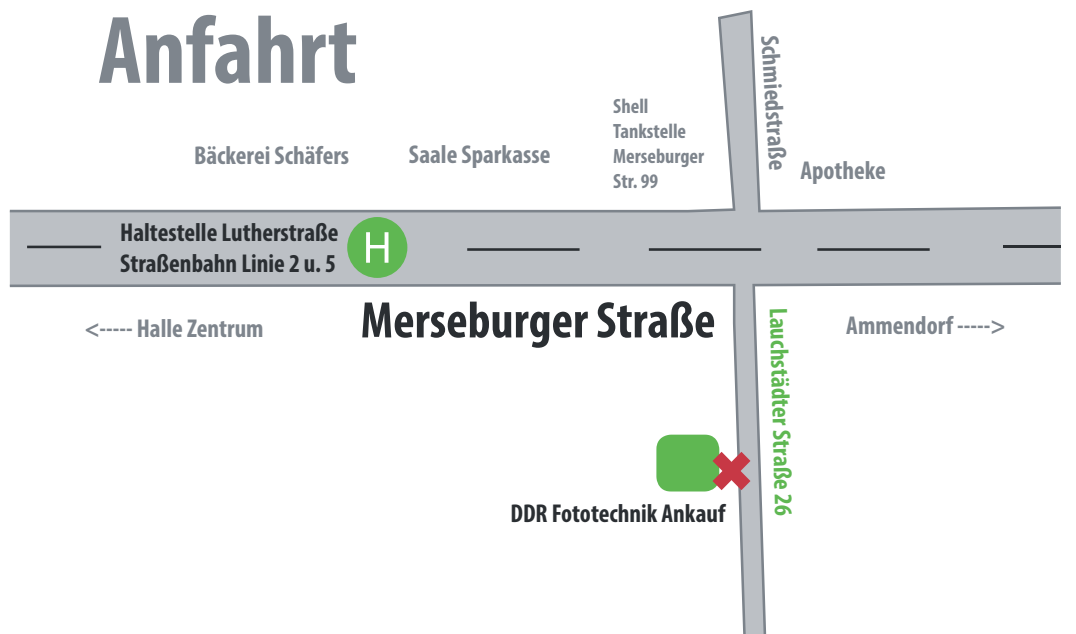 Anfahrt
Schmiedstraße
Shell
Tankstelle
Merseburger
Str. 99
Bäckerei Schäfers
Saale Sparkasse
Apotheke
Haltestelle Lutherstraße
Straßenbahn Linie 2 u. 5
H
<----- Halle Zentrum
Merseburger Straße
Ammendorf ----->
Lauchstädter Straße 26
DDR Fototechnik Ankauf